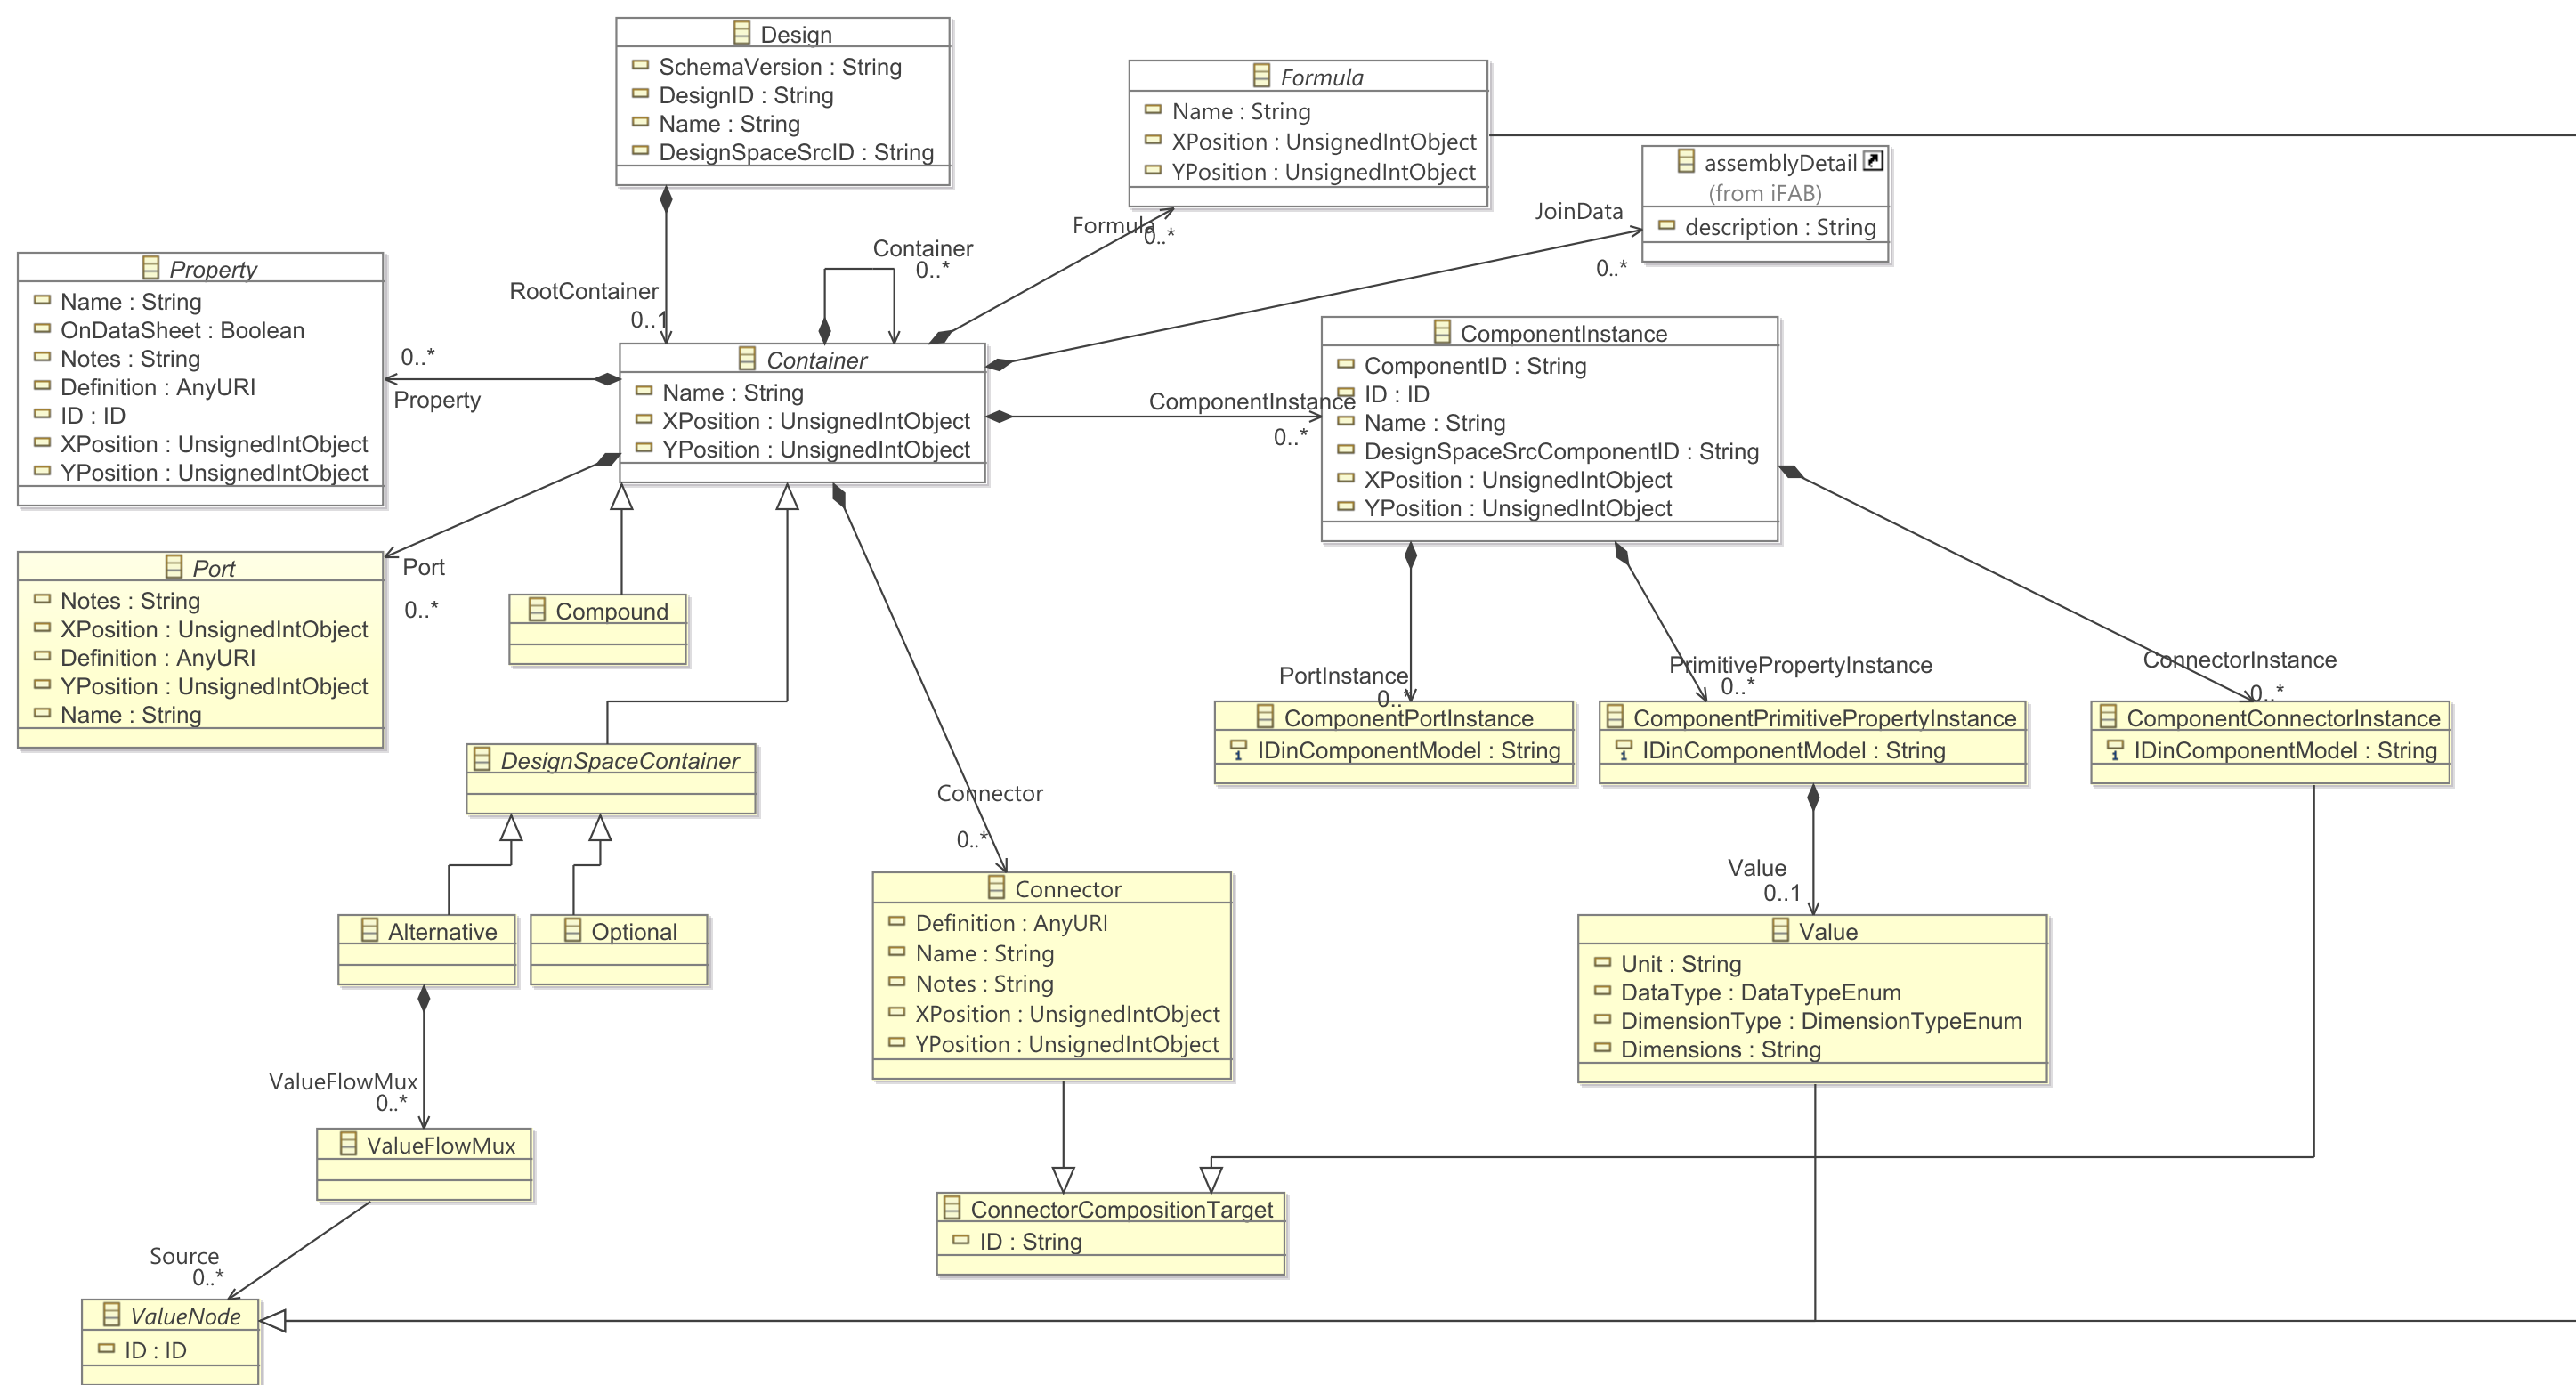 Design
SchemaVersion : String
DesignID : String
Name : String
DesignSpaceSrcID : String
Formula
Name : String
XPosition : UnsignedIntObject
YPosition : UnsignedIntObject
assemblyDetail
(from iFAB)
description : String
JoinData
0..*
Formula
0..*
Container
0..*
RootContainer
0..1
Property
Name : String
OnDataSheet : Boolean
Notes : String
Definition : AnyURI
ID : ID
XPosition : UnsignedIntObject
YPosition : UnsignedIntObject
0..*
Property
Container
Name : String
XPosition : UnsignedIntObject
YPosition : UnsignedIntObject
ComponentInstance
0..*
ComponentInstance
ComponentID : String
ID : ID
Name : String
DesignSpaceSrcComponentID : String
XPosition : UnsignedIntObject
YPosition : UnsignedIntObject
Port
Notes : String
XPosition : UnsignedIntObject
Definition : AnyURI
YPosition : UnsignedIntObject
Name : String
Port
0..*
Compound
PortInstance
0..*
PrimitivePropertyInstance
0..*
ConnectorInstance
0..*
ComponentPortInstance
IDinComponentModel : String
ComponentPrimitivePropertyInstance
IDinComponentModel : String
ComponentConnectorInstance
IDinComponentModel : String
DesignSpaceContainer
Connector
0..*
Value
0..1
Alternative
Optional
Connector
Definition : AnyURI
Name : String
Notes : String
XPosition : UnsignedIntObject
YPosition : UnsignedIntObject
Value
Unit : String
DataType : DataTypeEnum
DimensionType : DimensionTypeEnum
Dimensions : String
ValueFlowMux
0..*
ValueFlowMux
ConnectorCompositionTarget
ID : String
Source
0..*
ValueNode
ID : ID